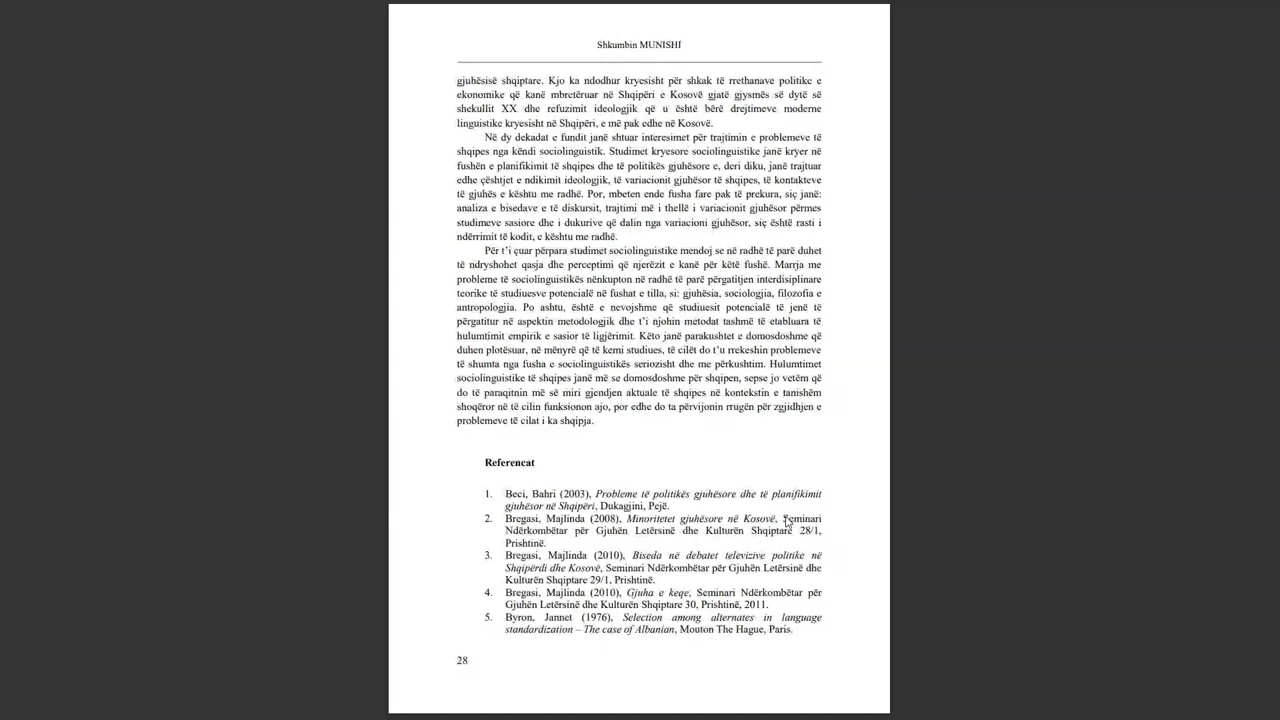 Shkumbin MUNISHI
gjuhësisë shqiptare. Kjo ka ndodhur kryesisht për shkak të rrethanave politike e
ekonomike që kanë mbretëruar në Shqipëri e Kosovë gjatë gjysmës së dytë së
shekullit XX dhe refuzimit ideologjik që u është bërë drejtimeve moderne
linguistike kryesisht në Shqipëri, e më pak edhe në Kosovë.
Në dy dekadat e fundit janë shtuar interesimet për trajtimin e problemeve të
shqipes nga këndi sociolinguistik. Studimet kryesore sociolinguistike janë kryer në
fushën e planifikimit të shqipes dhe të politikës gjuhësore e, deri diku, janë trajtuar
edhe çështjet e ndikimit ideologjik, të variacionit gjuhësor të shqipes, të kontakteve
të gjuhës e kështu me radhë. Por, mbeten ende fusha fare pak të prekura, siç janë:
analiza e bisedave e të diskursit, trajtimi më i thellë i variacionit gjuhësor përmes
studimeve sasiore dhe i dukurive që dalin nga variacioni gjuhësor, siç është rasti i
ndërrimit të kodit, e kështu me radhë.
Për t’i çuar përpara studimet sociolinguistike mendoj se në radhë të parë duhet
të ndryshohet qasja dhe perceptimi që njerëzit e kanë për këtë fushë. Marrja me
probleme të sociolinguistikës nënkupton në radhë të parë përgatitjen interdisiplinare
teorike të studiuesve potencialë në fushat e tilla, si: gjuhësia, sociologjia, filozofia e
antropologjia. Po ashtu, është e nevojshme që studiuesit potencialë të jenë të
përgatitur në aspektin metodologjik dhe t’i njohin metodat tashmë të etabluara të
hulumtimit empirik e sasior të ligjërimit. Këto janë parakushtet e domosdoshme që
duhen plotësuar, në mënyrë që të kemi studiues, të cilët do t’u rrekeshin problemeve
të shumta nga fusha e sociolinguistikës seriozisht dhe me përkushtim. Hulumtimet
sociolinguistike të shqipes janë më se domosdoshme për shqipen, sepse jo vetëm që
do të paraqitnin më së miri gjendjen aktuale të shqipes në kontekstin e tanishëm
shoqëror në të cilin funksionon ajo, por edhe do ta përvijonin rrugën për zgjidhjen e
problemeve të cilat i ka shqipja.
Referencat
1. Beci, Bahri (2003), Probleme të politikës gjuhësore dhe të planifikimit
gjuhësor në Shqipëri, Dukagjini, Pejë.
2. Bregasi, Majlinda (2008), Minoritetet gjuhësore në Kosovë, Seminari
Ndërkombëtar për Gjuhën Letërsinë dhe Kulturën Shqiptare 28/1,
Prishtinë.
3. Bregasi, Majlinda (2010), Biseda në debatet televizive politike në
Shqipërdi dhe Kosovë, Seminari Ndërkombëtar për Gjuhën Letërsinë dhe
Kulturën Shqiptare 29/1, Prishtinë.
4. Bregasi, Majlinda (2010), Gjuha e keqe, Seminari Ndërkombëtar për
Gjuhën Letërsinë dhe Kulturën Shqiptare 30, Prishtinë, 2011.
5. Byron, Jannet (1976), Selection among alternates in language
standardization – The case of Albanian, Mouton The Hague, Paris.
28